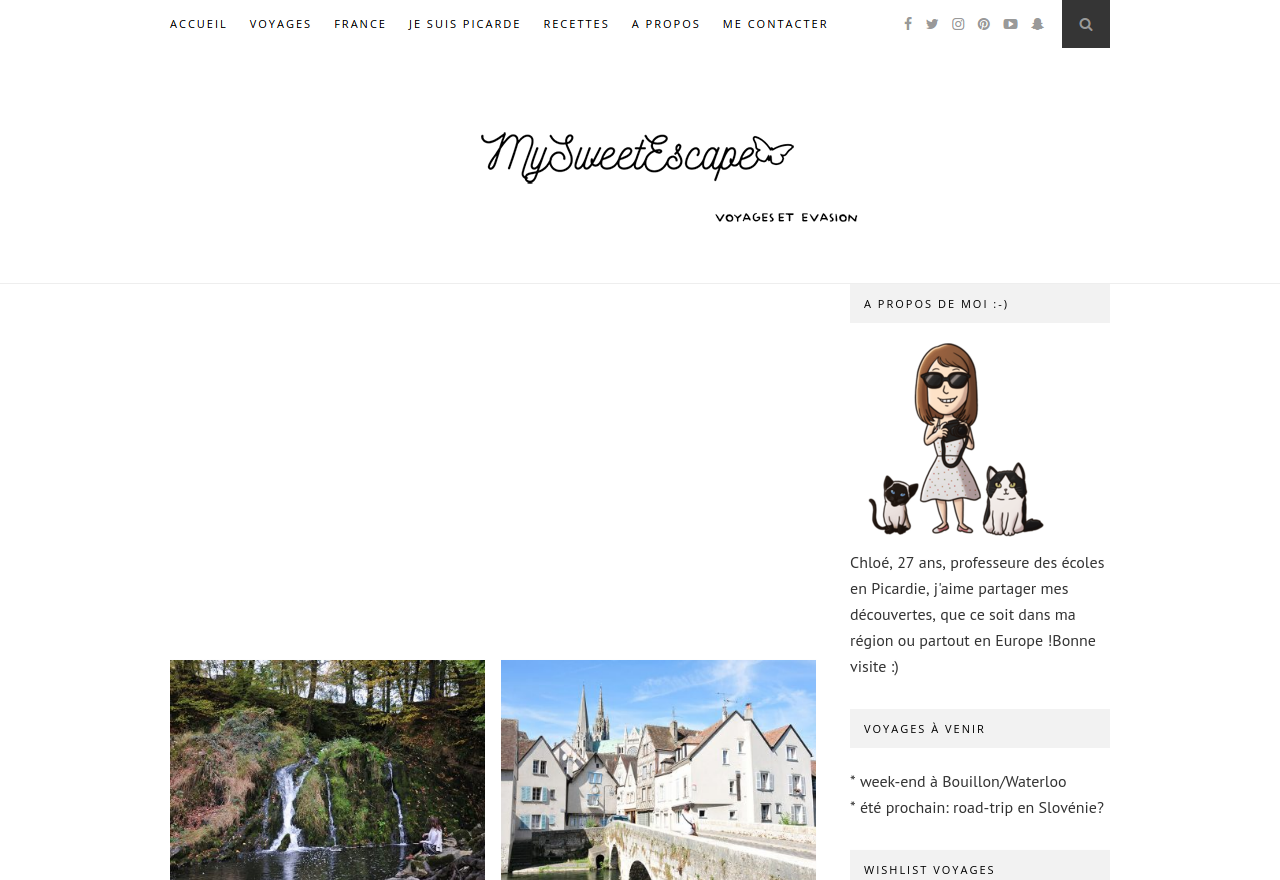 ACCUEIL VOYAGES FRANCE JE SUIS PICARDE RECETTES A PROPOS ME CONTACTER
MySweetEscape
VOYAGES ET EVASION
A PROPOS DE MOI :-)
Chloé, 27 ans, professeure des écoles
en Picardie, j'aime partager mes
découvertes, que ce soit dans ma
région ou partout en Europe !Bonne
visite :)
VOYAGES À VENIR
* week-end à Bouillon/Waterloo
* été prochain: road-trip en Slovénie?
WISHLIST VOYAGES